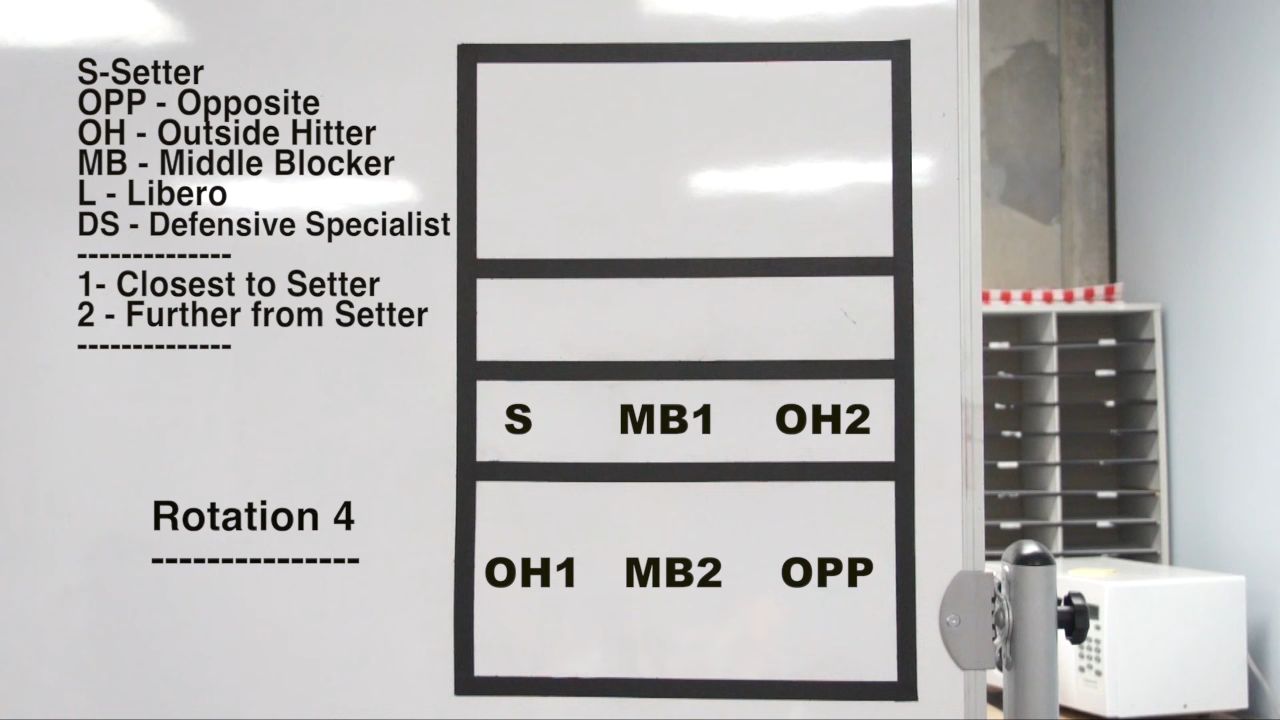 S-Setter
OPP - Opposite
OH - Outside Hitter
MB - Middle Blocker
L - Libero
DS - Defensive Specialist
--------------
1- Closest to Setter
2 - Further from Setter
--------------
S MB1 OH2
Rotation 4
----------------
OH1 MB2 OPP